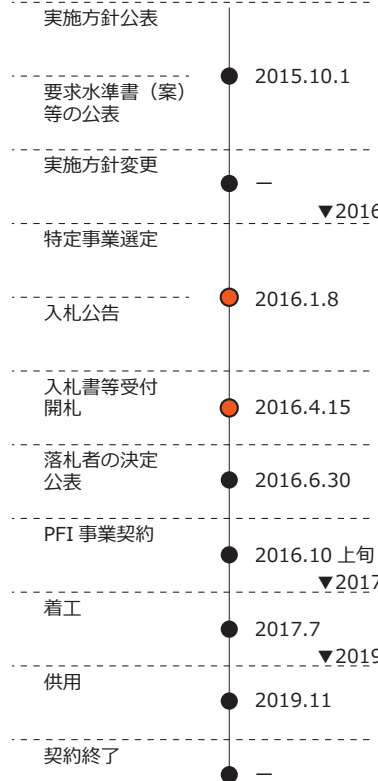 実施方針公表
2015.10.1
要求水準書（案）
等の公表
実施方針変更
—
▼2016
特定事業選定
2016.1.8
入札公告
入札書等受付
開札
2016.4.15
落札者の決定
公表
2016.6.30
PFI 事業契約
2016.10 上旬
▼2017
着工
2017.7
▼2019
供用
2019.11
契約終了
—